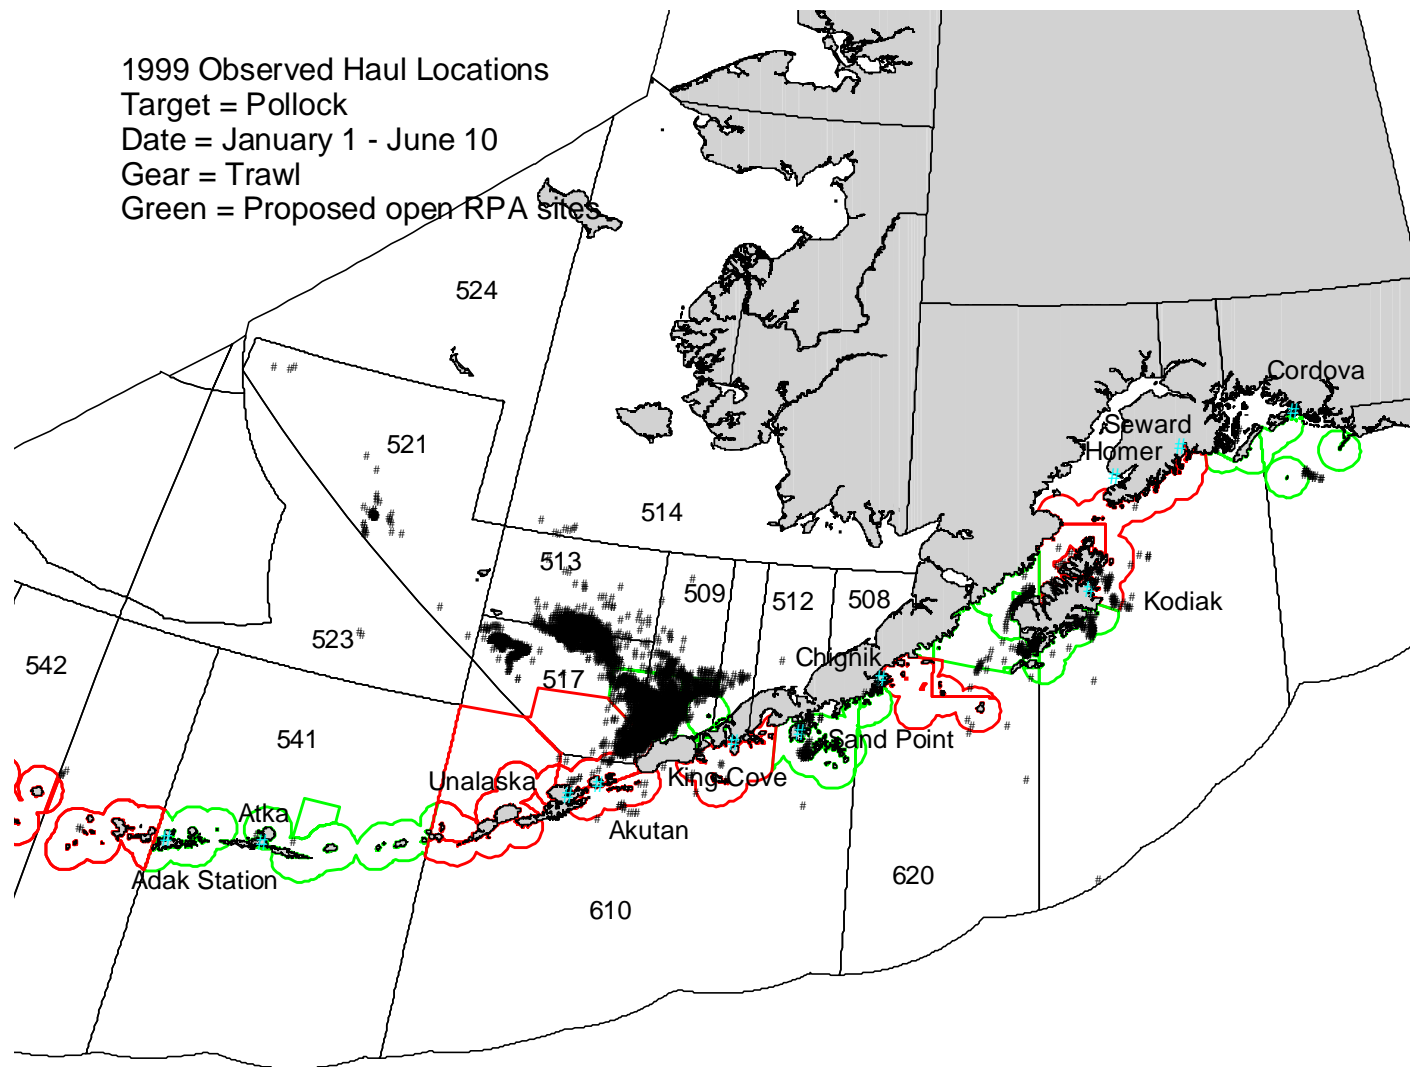 1999 Observed Haul Locations
Target = Pollock
Date = January 1 - June 10
Gear = Trawl
Green = Proposed open RPA sites
524
Cordova
521
Seward
Homer
514
513
509
512
508
Kodiak
523
542
Chignik
517
541
Sand Point
Unalaska
King Cove
Atka
Akutan
Adak Station
620
610